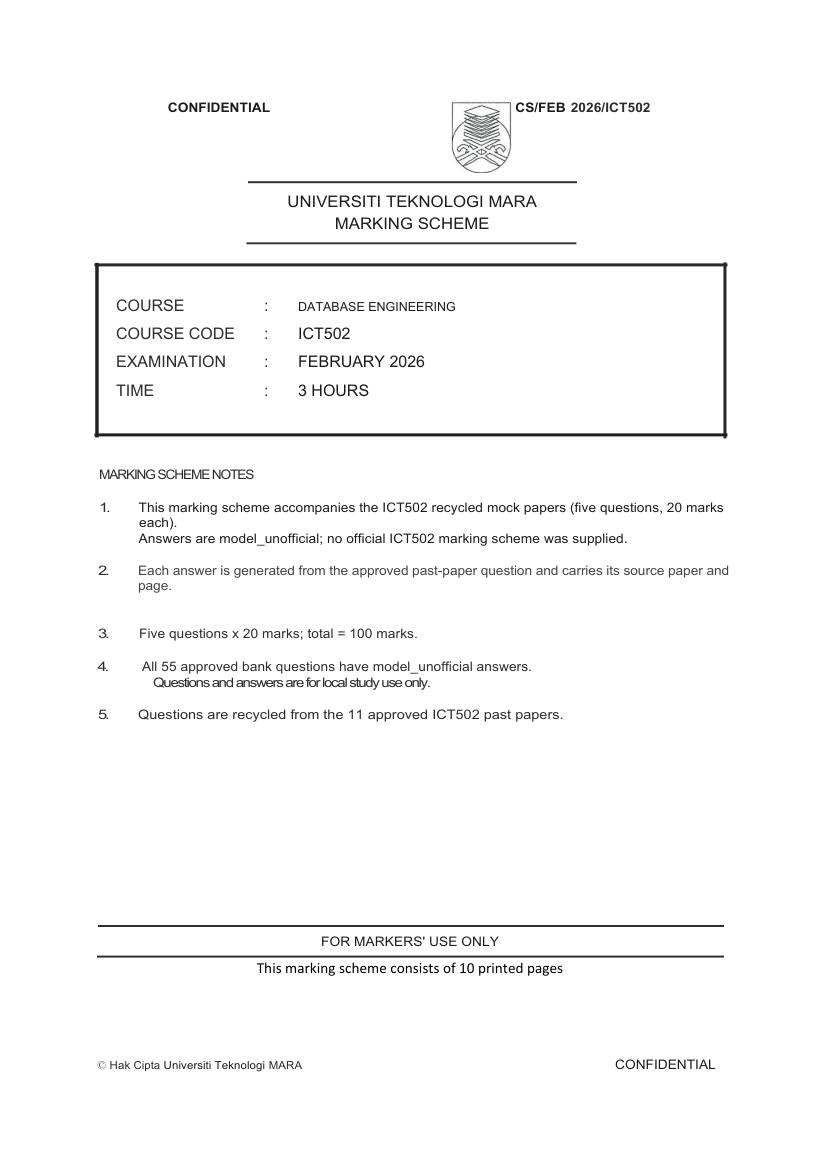 CONFIDENTIAL
CS/FEB 2026/ICT502
UNIVERSITI TEKNOLOGI MARA
MARKING SCHEME
COURSE : DATABASE ENGINEERING
COURSE CODE : ICT502
EXAMINATION : FEBRUARY 2026
TIME : 3 HOURS
MARKING SCHEME NOTES
1. This marking scheme accompanies the ICT502 recycled mock papers (five questions, 20 marks
each).
Answers are model_unofficial; no official ICT502 marking scheme was supplied.
2. Each answer is generated from the approved past-paper question and carries its source paper and
page.
3. Five questions x 20 marks; total = 100 marks.
4. All 55 approved bank questions have model_unofficial answers.
Questions and answers are for local study use only.
5. Questions are recycled from the 11 approved ICT502 past papers.
FOR MARKERS' USE ONLY
This marking scheme consists of 10 printed pages
© Hak Cipta Universiti Teknologi MARA
CONFIDENTIAL